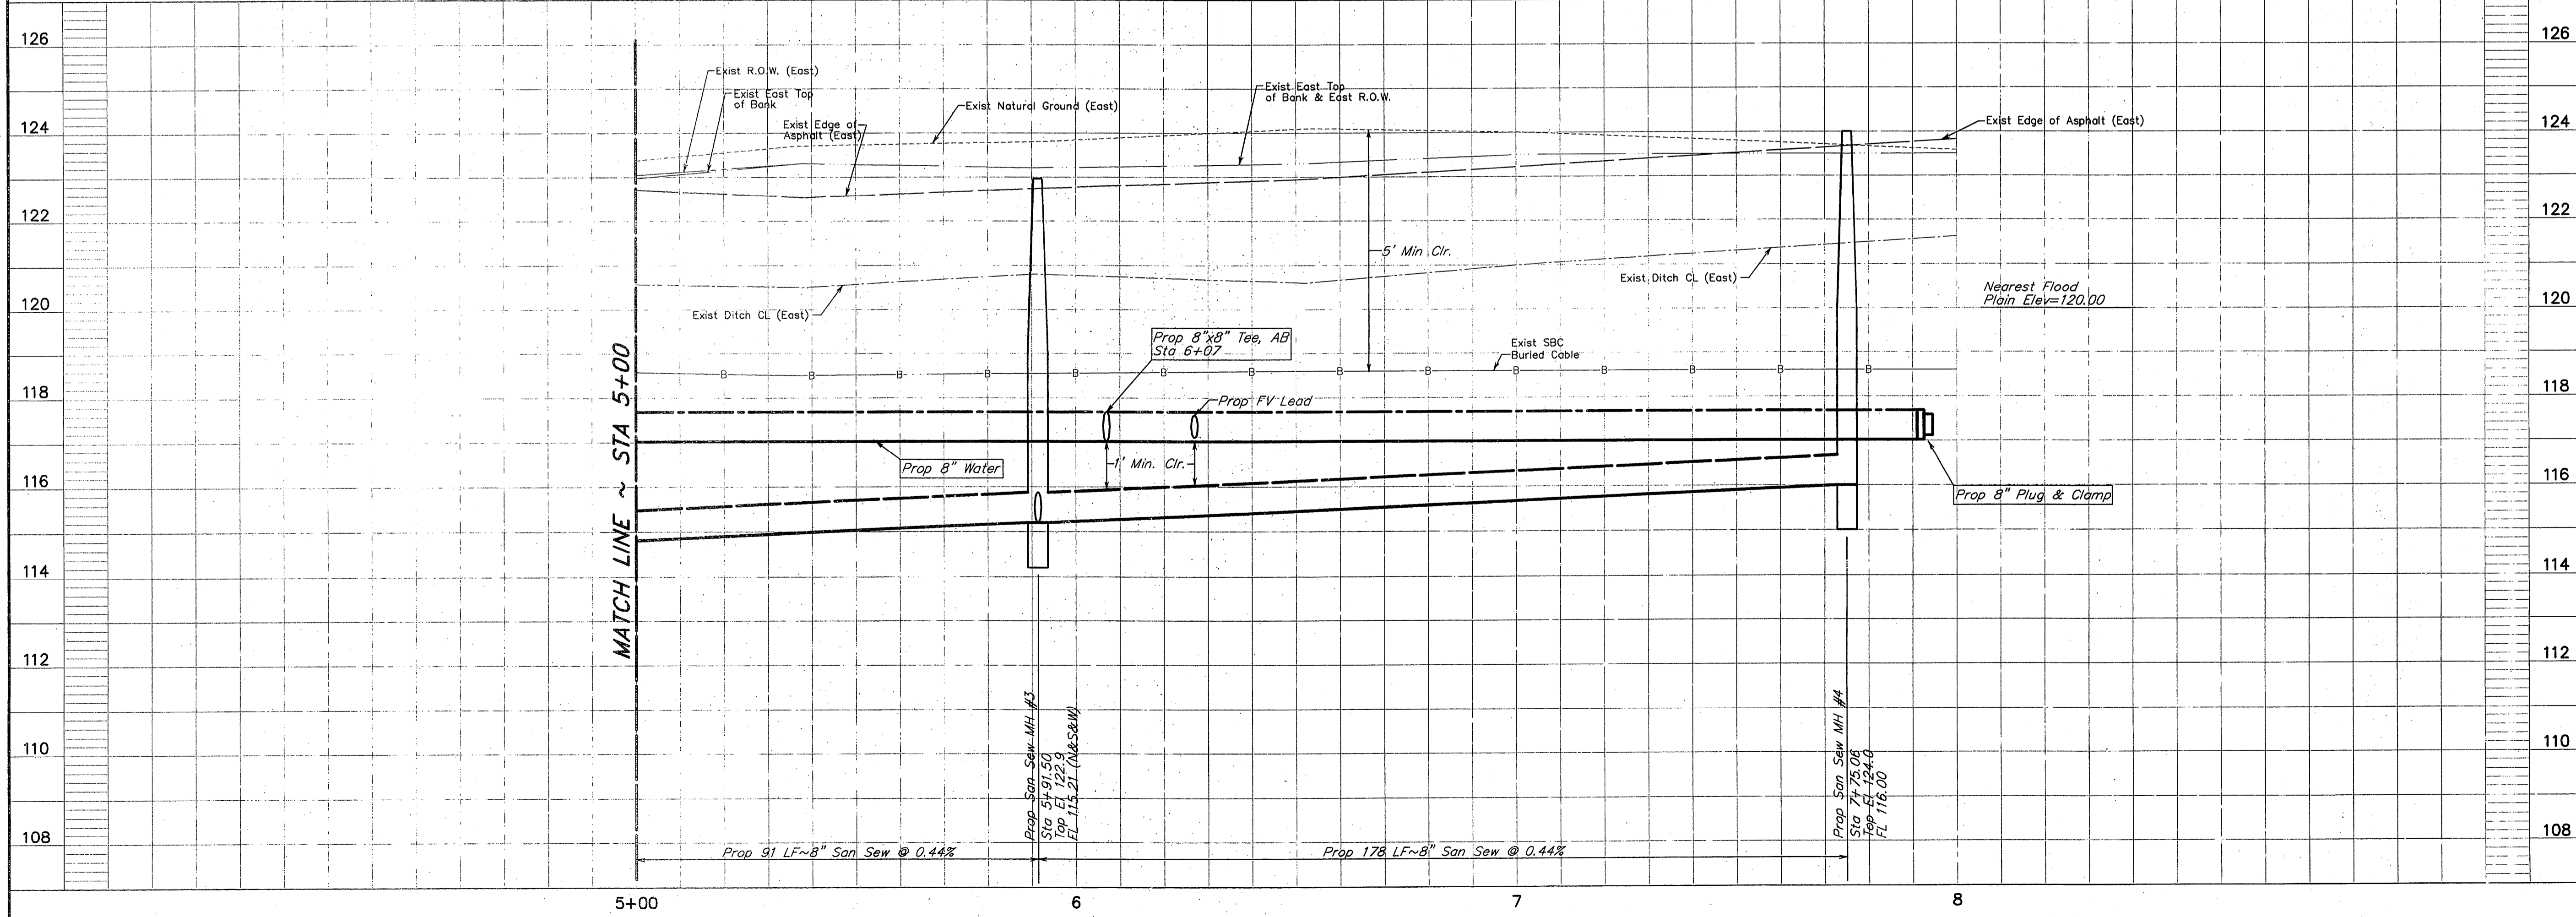 126
124
122
120
118
116
114
112
110
108
126
124
122
120
118
116
114
112
110
108
Exist R.O.W. (East)
Exist East Top
of Bank
Exist Edge of
Asphalt (East)
Exist Natural Ground (East)
Exist East Top
of Bank & East R.O.W.
Exist Edge of Asphalt (East)
5' Min Clr.
Exist Ditch CL (East)
Exist Ditch CL (East)
Nearest Flood
Plain Elev=120.00
Prop 8"x8" Tee, AB
Sta 6+07
Exist SBC
Buried Cable
B B B B B B B B B B B B B B
Prop FV Lead
Prop 8" Water
1' Min. Clr.
Prop 8" Plug & Clamp
MATCH LINE ~ STA 5+00
Prop San Sew MH #3
Sta 5+91.50
Top El 122.9
FL 115.21 (N&S&W)
Prop San Sew MH #4
Sta 7+75.06
Top El 124.0
FL 116.00
Prop 91 LF~8" San Sew @ 0.44%
Prop 178 LF~8" San Sew @ 0.44%
5+00
6
7
8